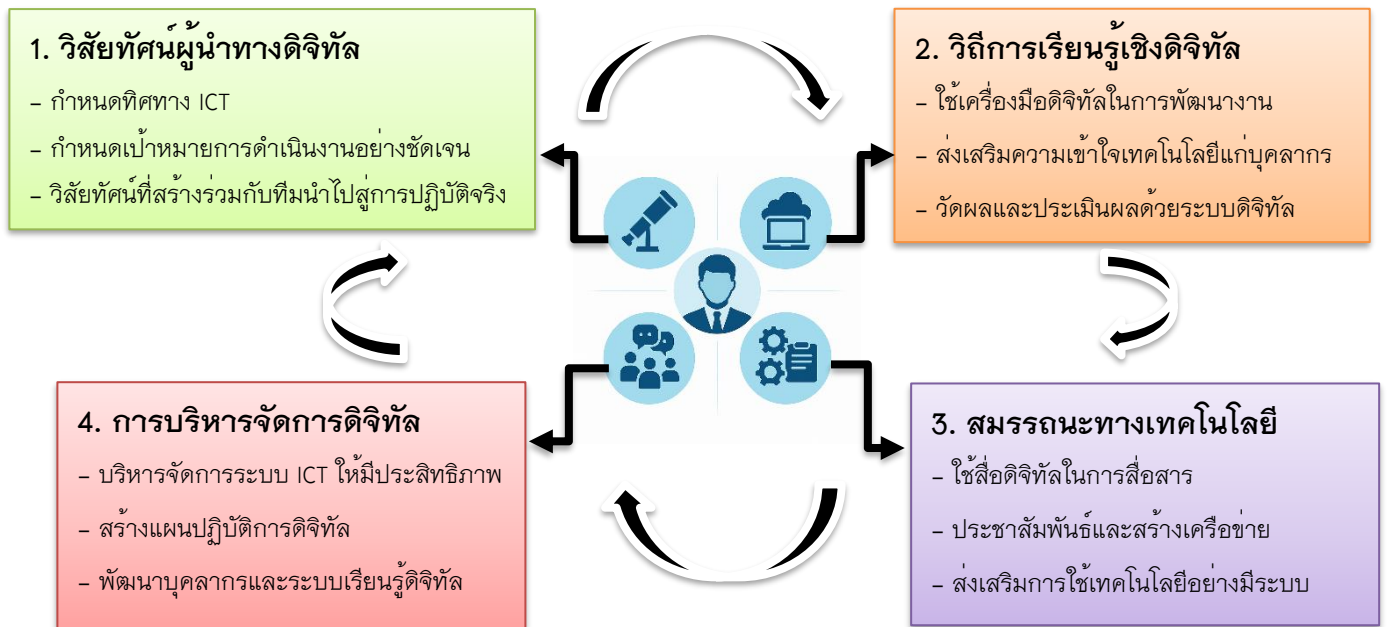 1. วิสัยทัศน์ผู้นำทางดิจิทัล
– กำหนดทิศทาง ICT
– กำหนดเป้าหมายการดำเนินงานอย่างชัดเจน
– วิสัยทัศน์ที่สร้างร่วมกับทีมนำไปสู่การปฏิบัติจริง
2. วิถีการเรียนรู้เชิงดิจิทัล
– ใช้เครื่องมือดิจิทัลในการพัฒนางาน
– ส่งเสริมความเข้าใจเทคโนโลยีแก่บุคลากร
– วัดผลและประเมินผลด้วยระบบดิจิทัล
3. สมรรถนะทางเทคโนโลยี
– ใช้สื่อดิจิทัลในการสื่อสาร
– ประชาสัมพันธ์และสร้างเครือข่าย
– ส่งเสริมการใช้เทคโนโลยีอย่างมีระบบ
4. การบริหารจัดการดิจิทัล
– บริหารจัดการระบบ ICT ให้มีประสิทธิภาพ
– สร้างแผนปฏิบัติการดิจิทัล
– พัฒนาบุคลากรและระบบเรียนรู้ดิจิทัล